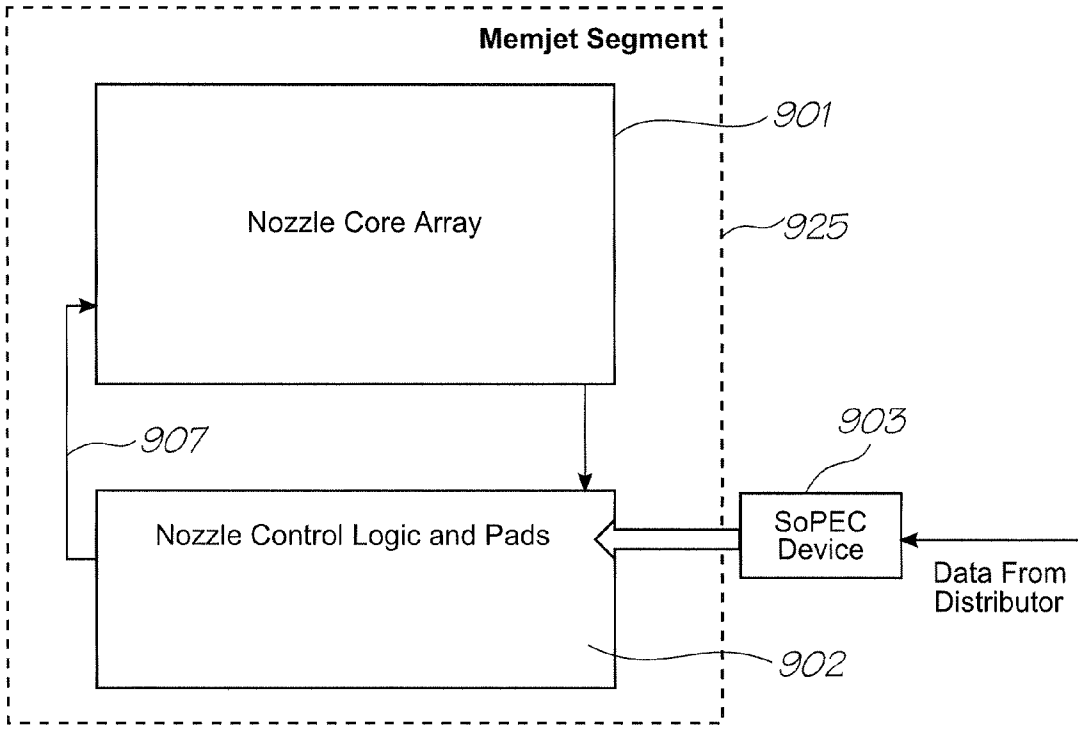 Memjet Segment
901
Nozzle Core Array
925
907
903
Nozzle Control Logic and Pads
SoPEC
Device
Data From
Distributor
902